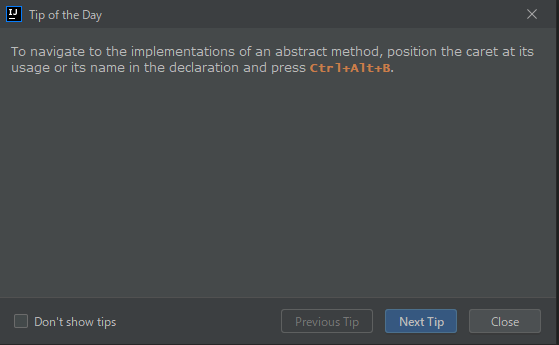 IJ
Tip of the Day
To navigate to the implementations of an abstract method, position the caret at its
usage or its name in the declaration and press Ctrl+Alt+B.
Don't show tips
Previous Tip
Next Tip
Close